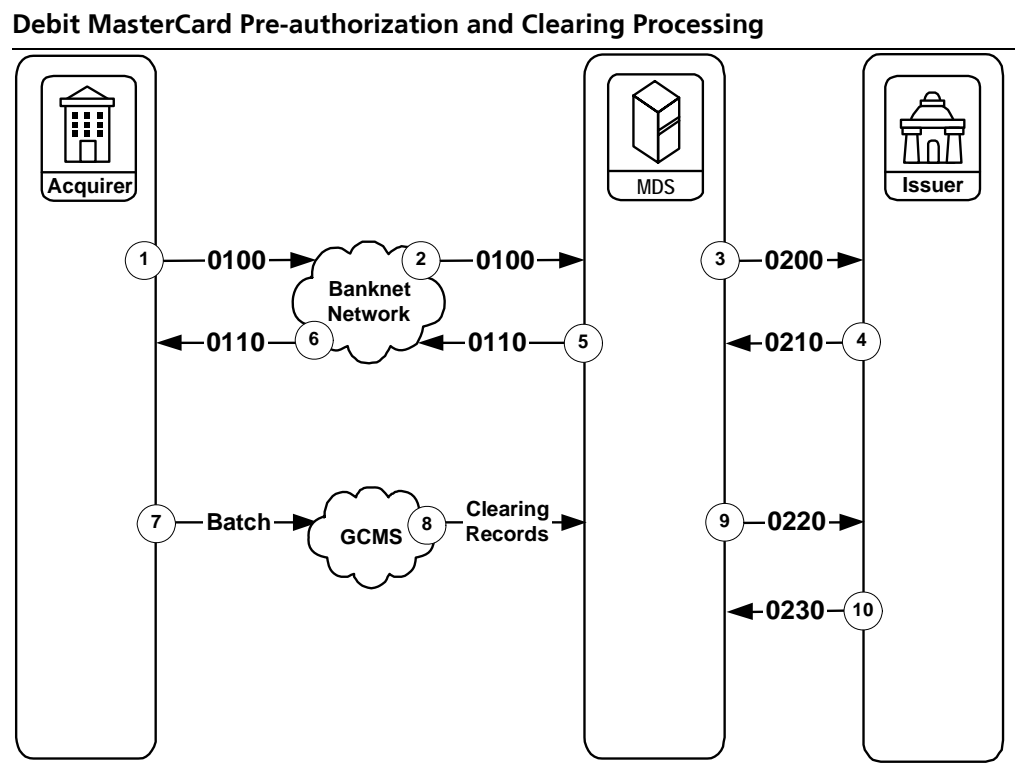 Debit MasterCard Pre-authorization and Clearing Processing
Acquirer
MDS
Issuer
1
0100
2
0100
3
0200
Banknet
Network
0110
6
0110
5
0210
4
7
Batch
GCMS
8
Clearing
Records
9
0220
0230
10